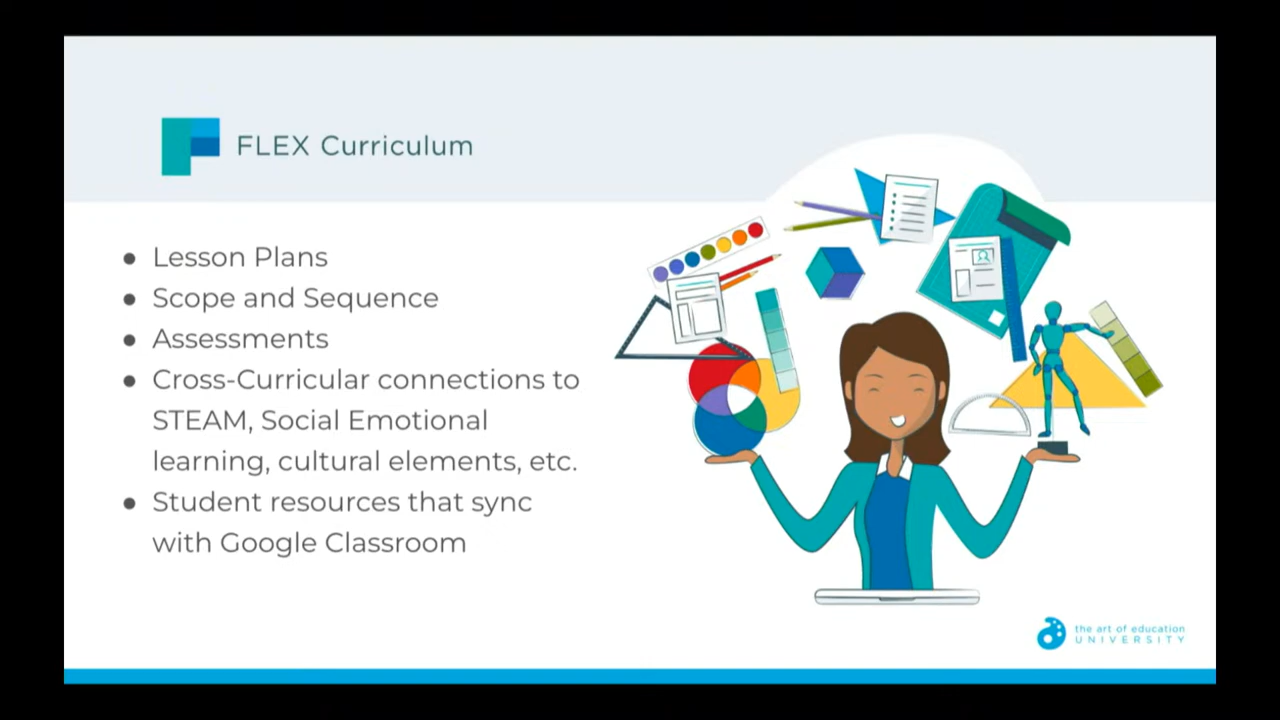 FLEX Curriculum
● Lesson Plans
● Scope and Sequence
● Assessments
● Cross-Curricular connections to
STEAM, Social Emotional
learning, cultural elements, etc.
● Student resources that sync
with Google Classroom
the art of education
UNIVERSITY